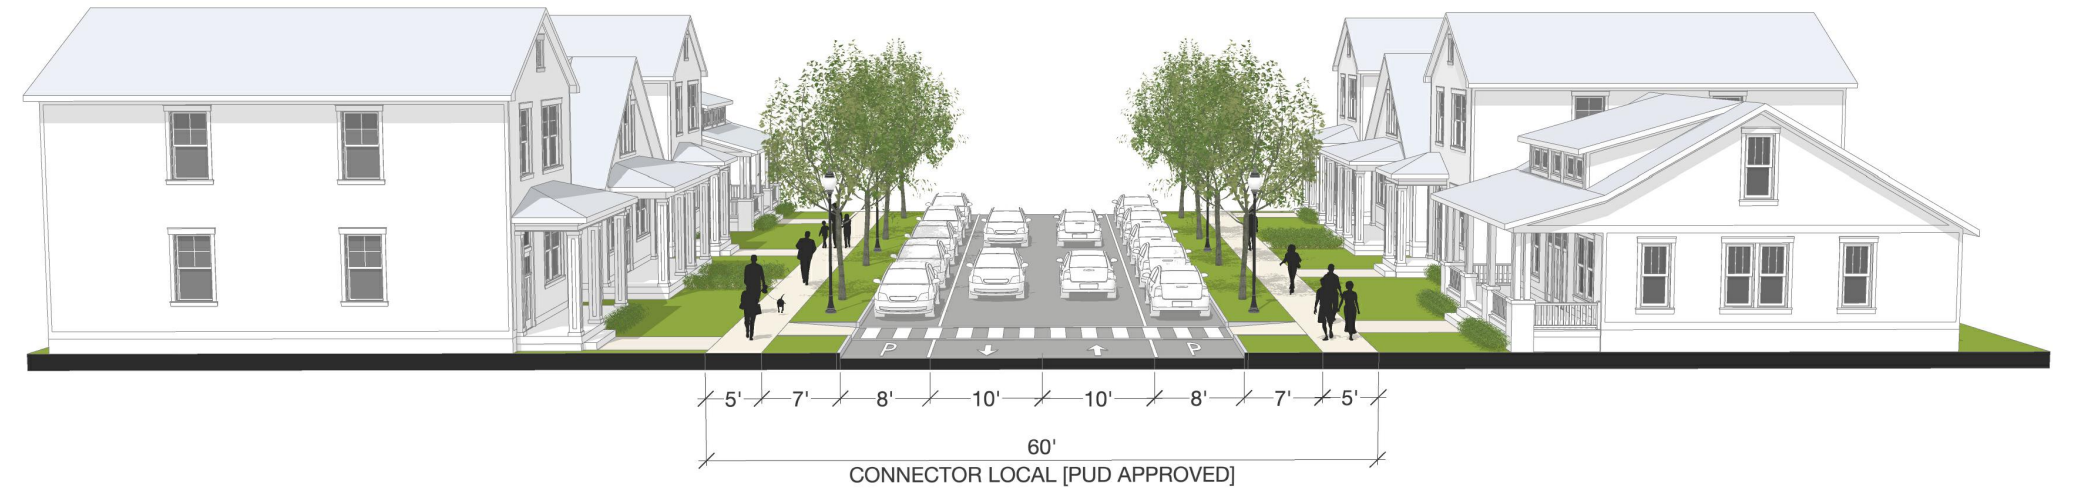 P P
5' 7' 8' 10' 10' 8' 7' 5'
60'
CONNECTOR LOCAL [PUD APPROVED]